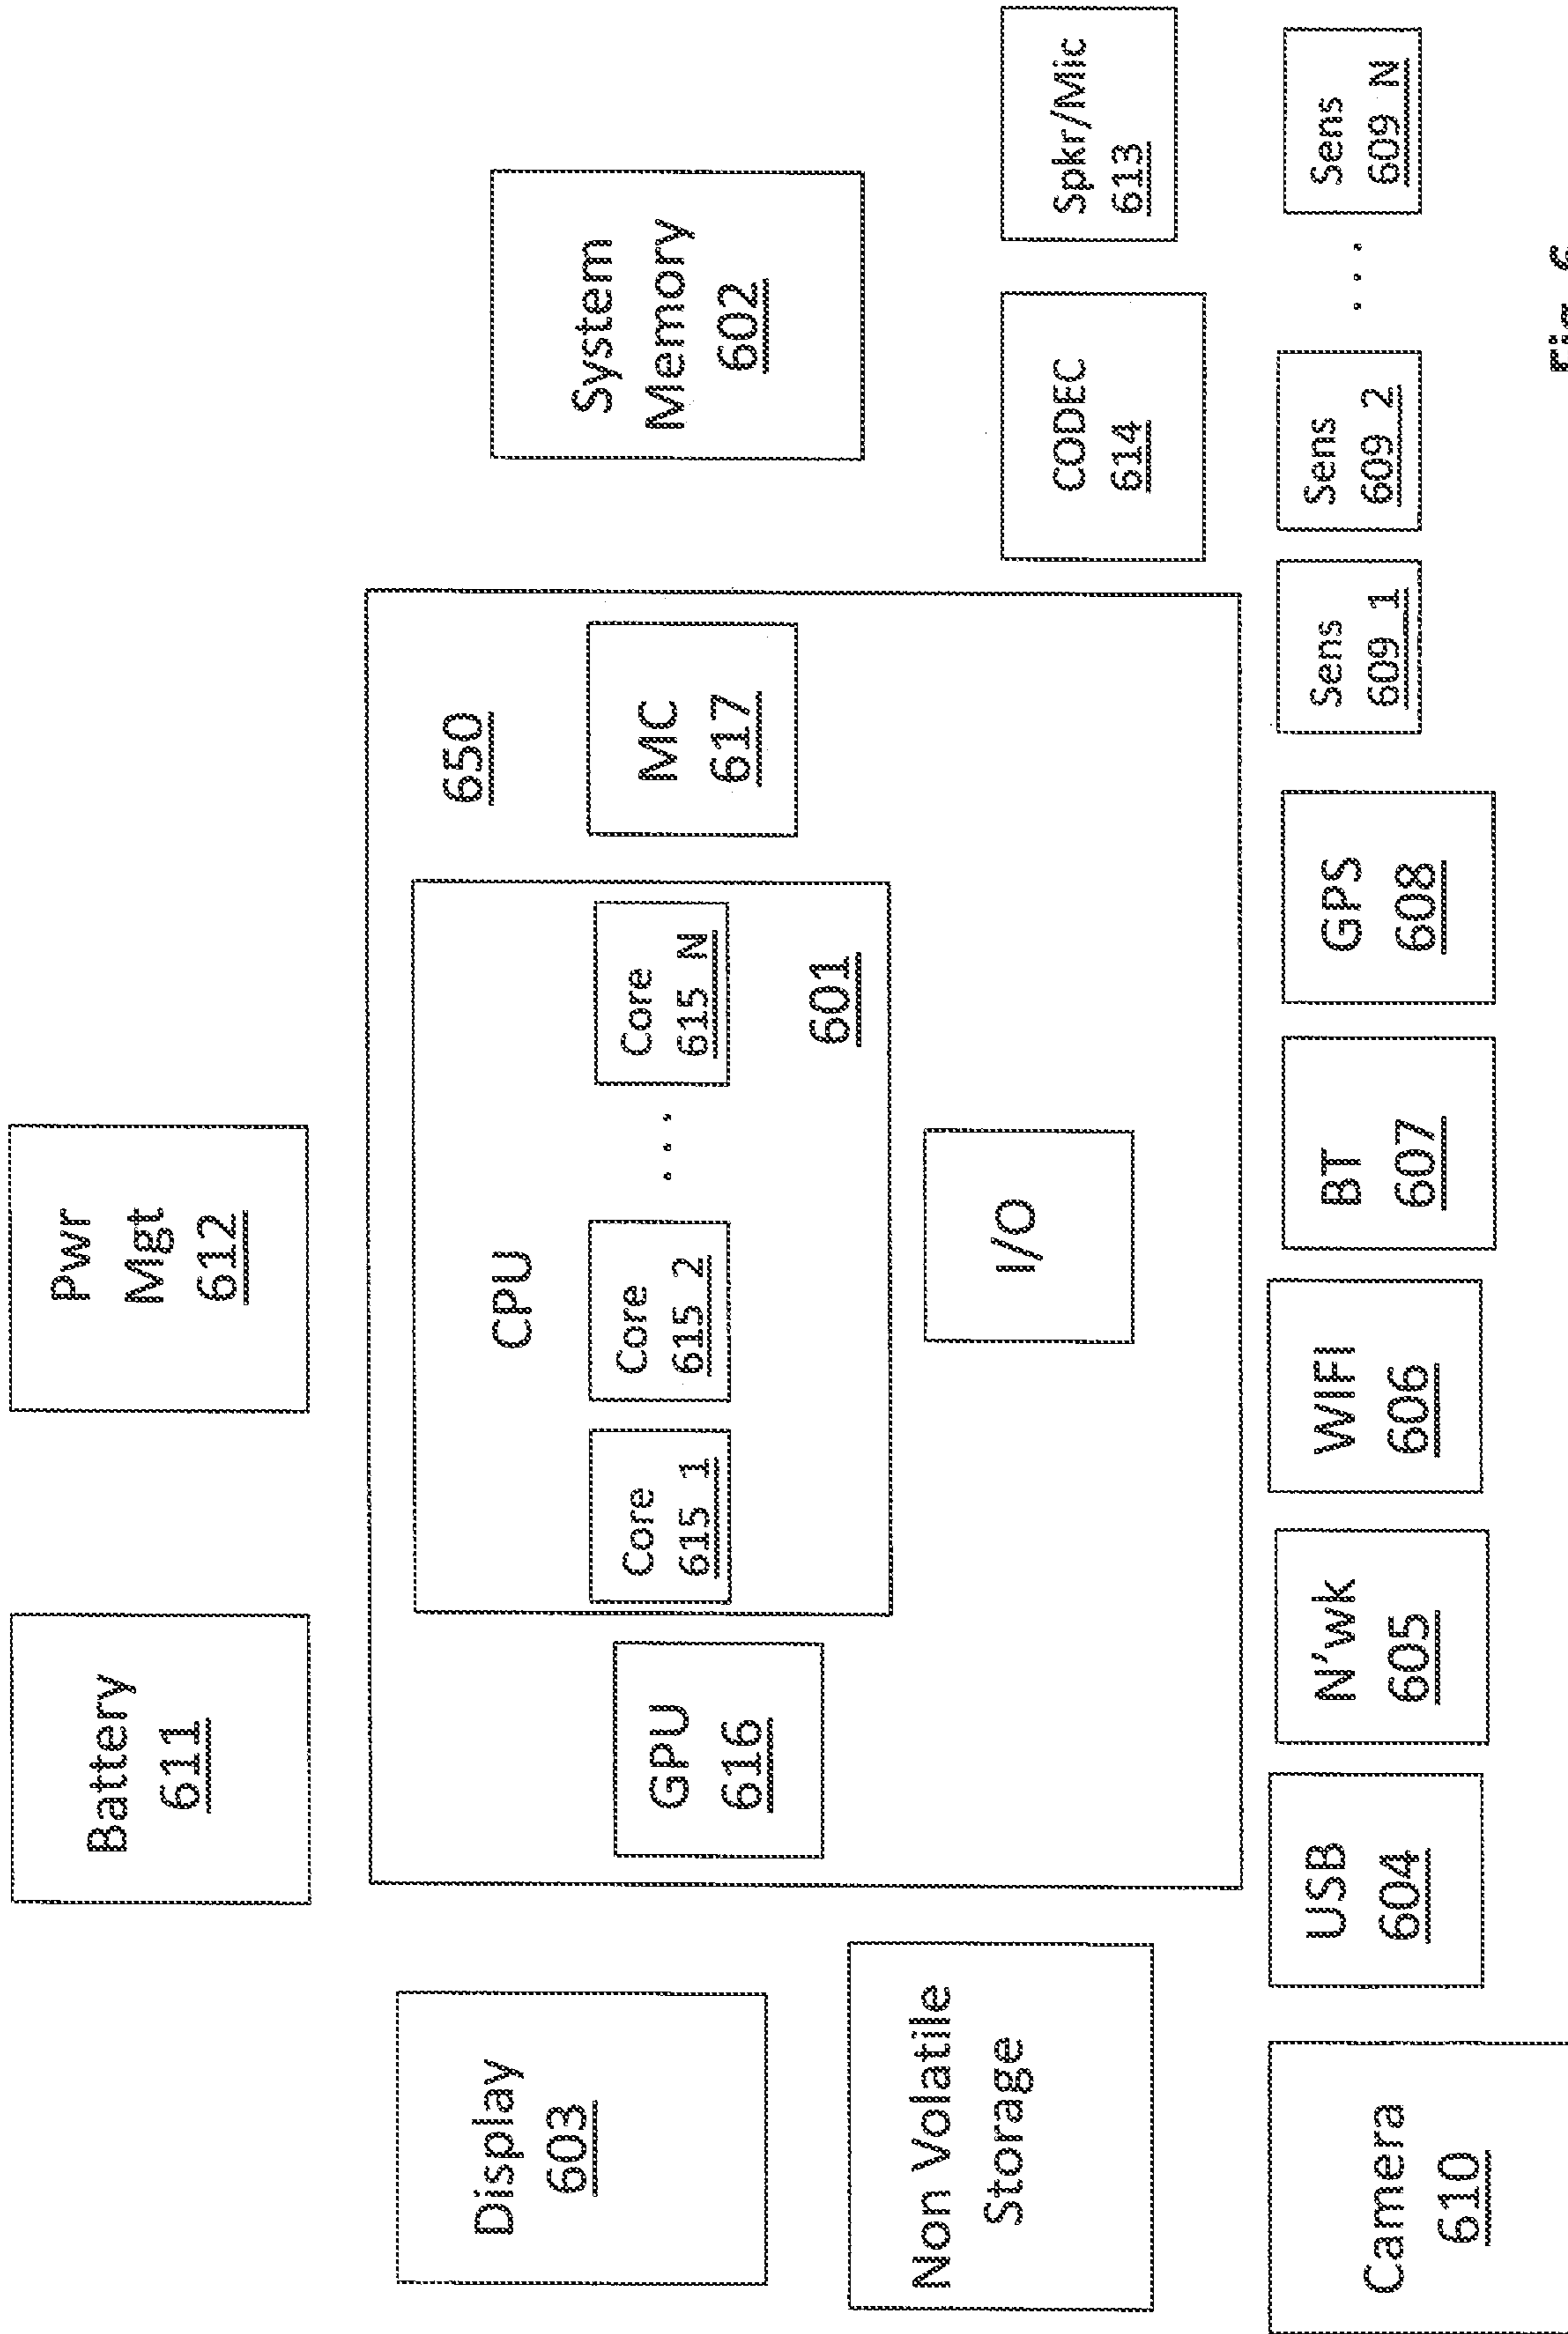 Battery
611
Pwr
Mgt
612
Display
603
Non Volatile
Storage
650
CPU
Core
615_1
Core
615_2
. . .
Core
615_N
601
GPU
616
MC
617
I/O
System
Memory
602
CODEC
614
Spkr/Mic
613
Camera
610
USB
604
N'wk
605
WIFI
606
BT
607
GPS
608
Sens
609_1
Sens
609_2
. . .
Sens
609_N
Fig. 6